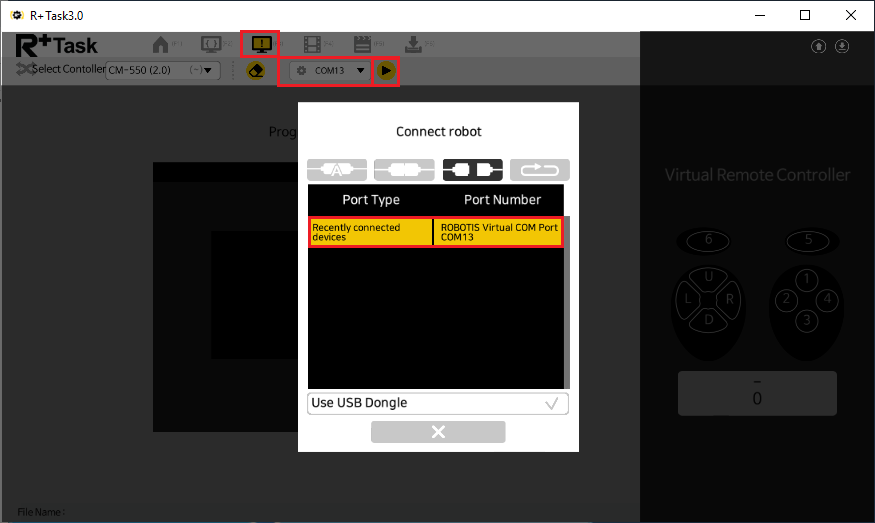 R+Task3.0
R+Task
Select Contoller
CM-550 (2.0) (-)
COM13
Prog
Connect robot
A
Port Type Port Number
Recently connected
devices
ROBOTIS Virtual COM Port
COM13
Use USB Dongle
Virtual Remote Controller
6 5
U
L R
D
1
2 4
3
-
0
File Name :